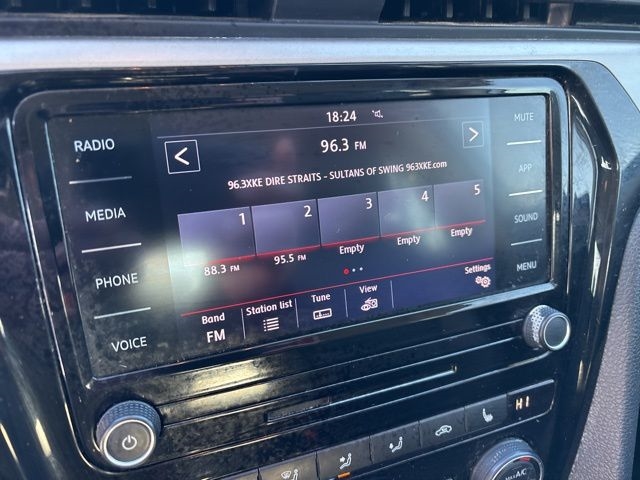 18:24
RADIO
MEDIA
PHONE
VOICE
96.3 FM
96.3XKE DIRE STRAITS - SULTANS OF SWING 963XKE.com
1 2 3 4 5
88.3 FM 95.5 FM Empty Empty Empty
Band
FM
Station list
Tune
View
Settings
MUTE
APP
SOUND
MENU
HI
A/C